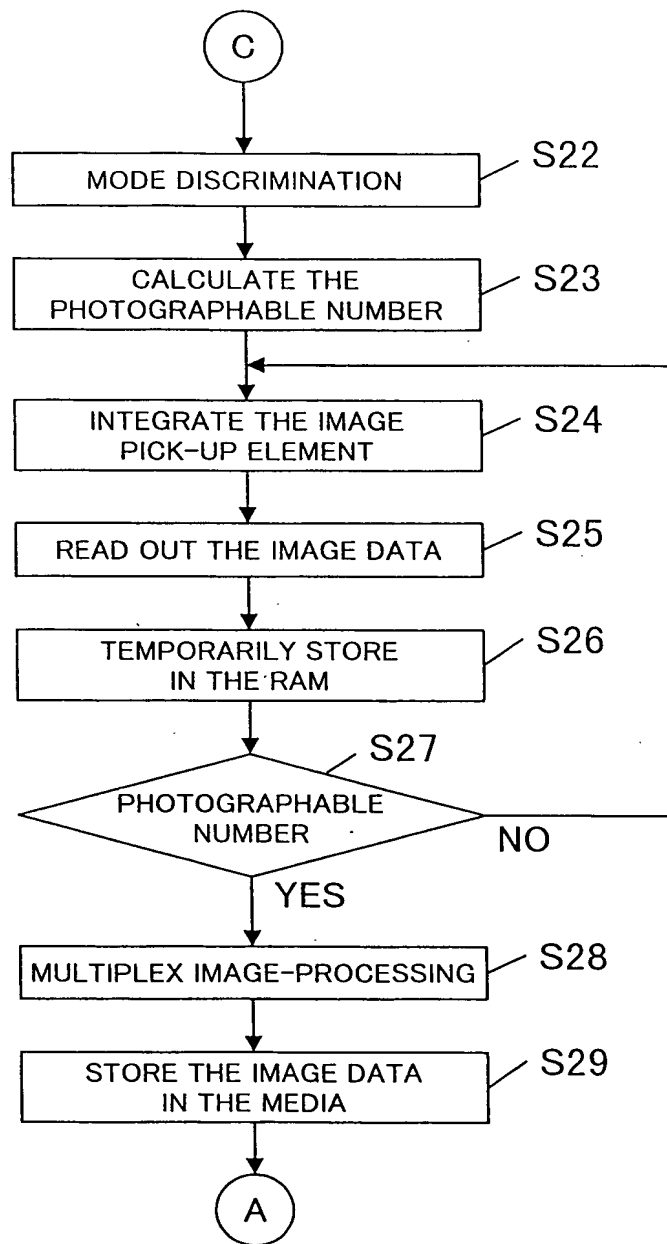 C
MODE DISCRIMINATION
S22
CALCULATE THE
PHOTOGRAPHABLE NUMBER
S23
INTEGRATE THE IMAGE
PICK-UP ELEMENT
S24
READ OUT THE IMAGE DATA
S25
TEMPORARILY STORE
IN THE RAM
S26
S27
PHOTOGRAPHABLE
NUMBER
NO
YES
MULTIPLEX IMAGE-PROCESSING
S28
STORE THE IMAGE DATA
IN THE MEDIA
S29
A